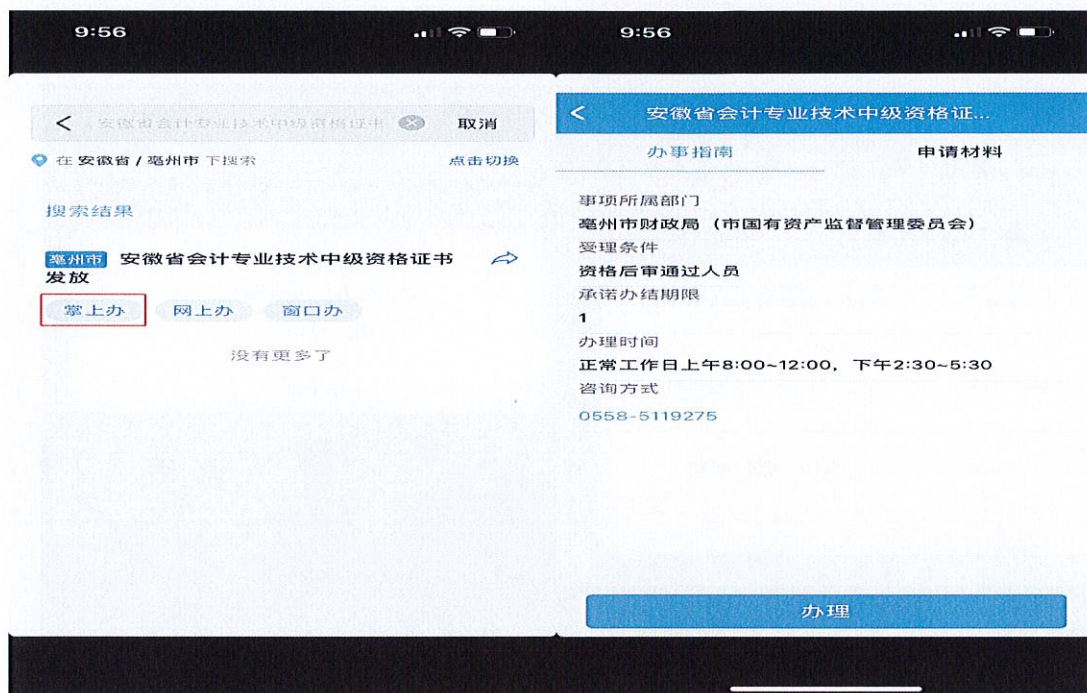 9:56
安徽省会计专业技术中级资格证书
取消
在 安徽省 / 亳州市 下搜索
点击切换
搜索结果
亳州市 安徽省会计专业技术中级资格证书
发放
掌上办 网上办 窗口办
没有更多了
9:56
安徽省会计专业技术中级资格证...
办事指南 申请材料
事项所属部门
亳州市财政局（市国有资产监督管理委员会）
受理条件
资格后审通过人员
承诺办结期限
1
办理时间
正常工作日上午8:00~12:00，下午2:30~5:30
咨询方式
0558-5119275
办理